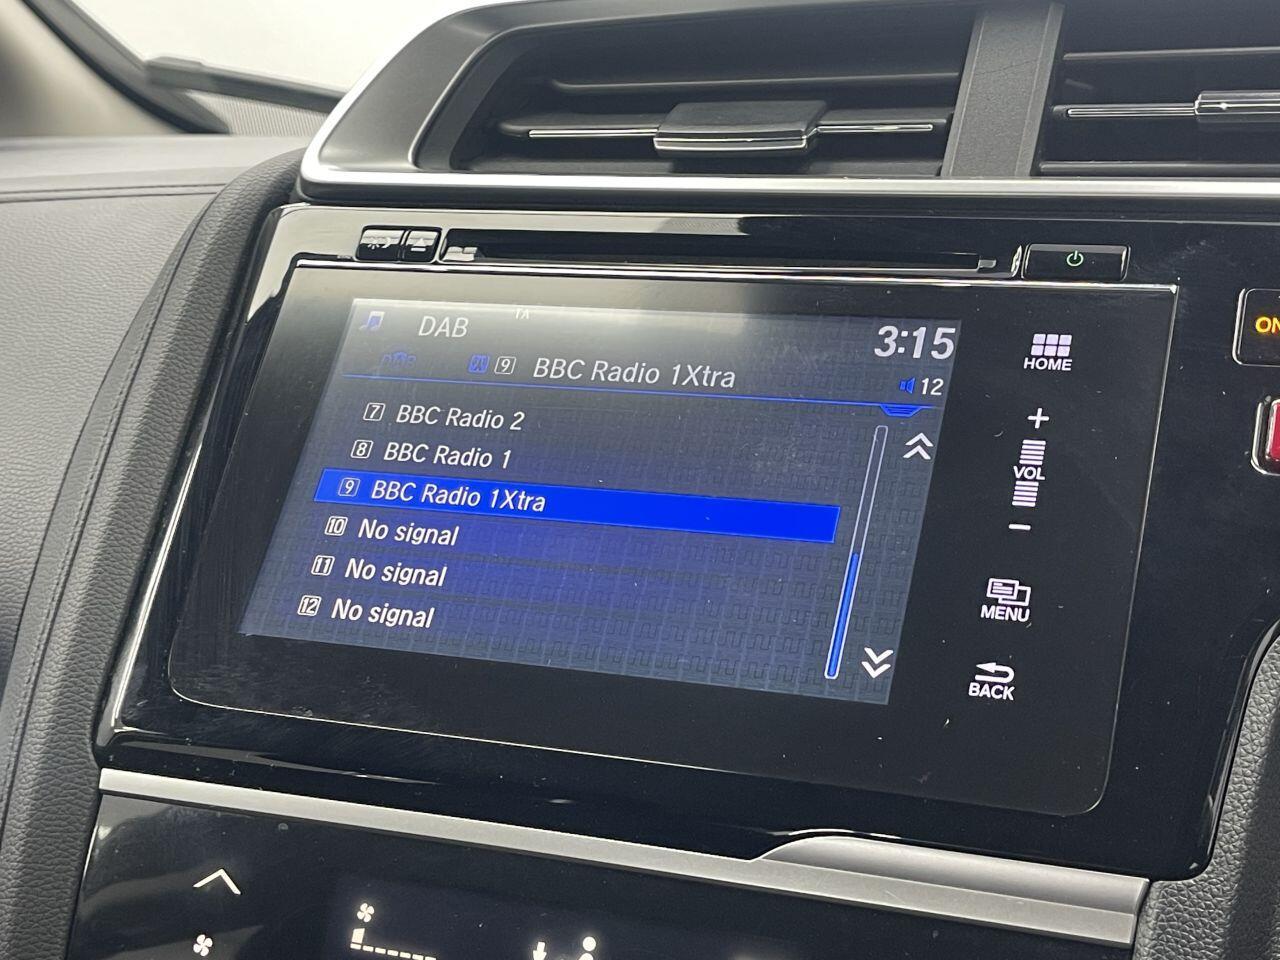 TA
DAB
3:15
DAB 9 BBC Radio 1Xtra
12
7 BBC Radio 2
8 BBC Radio 1
9 BBC Radio 1Xtra
10 No signal
11 No signal
12 No signal
HOME
+
VOL
−
MENU
BACK
ON